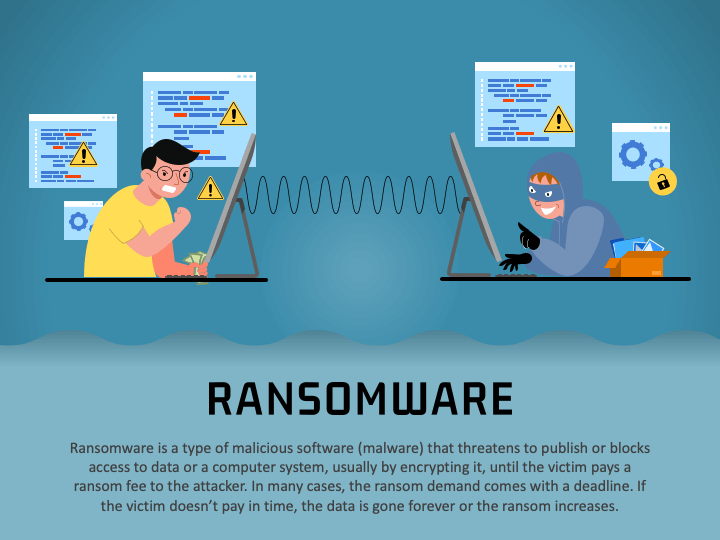 RANSOMWARE
Ransomware is a type of malicious software (malware) that threatens to publish or blocks
access to data or a computer system, usually by encrypting it, until the victim pays a
ransom fee to the attacker. In many cases, the ransom demand comes with a deadline. If
the victim doesn’t pay in time, the data is gone forever or the ransom increases.